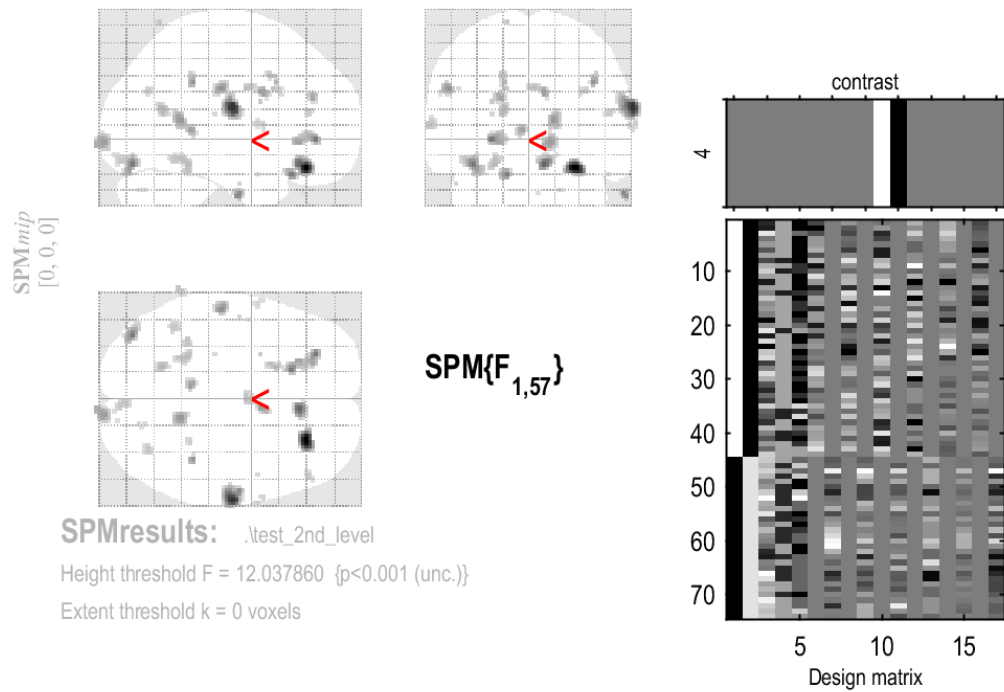 SPMmip
[0, 0, 0]
<
<
<
SPM{F1,57}
SPMresults: .\test_2nd_level
Height threshold F = 12.037860 {p<0.001 (unc.)}
Extent threshold k = 0 voxels
contrast
4
10
20
30
40
50
60
70
5 10 15
Design matrix